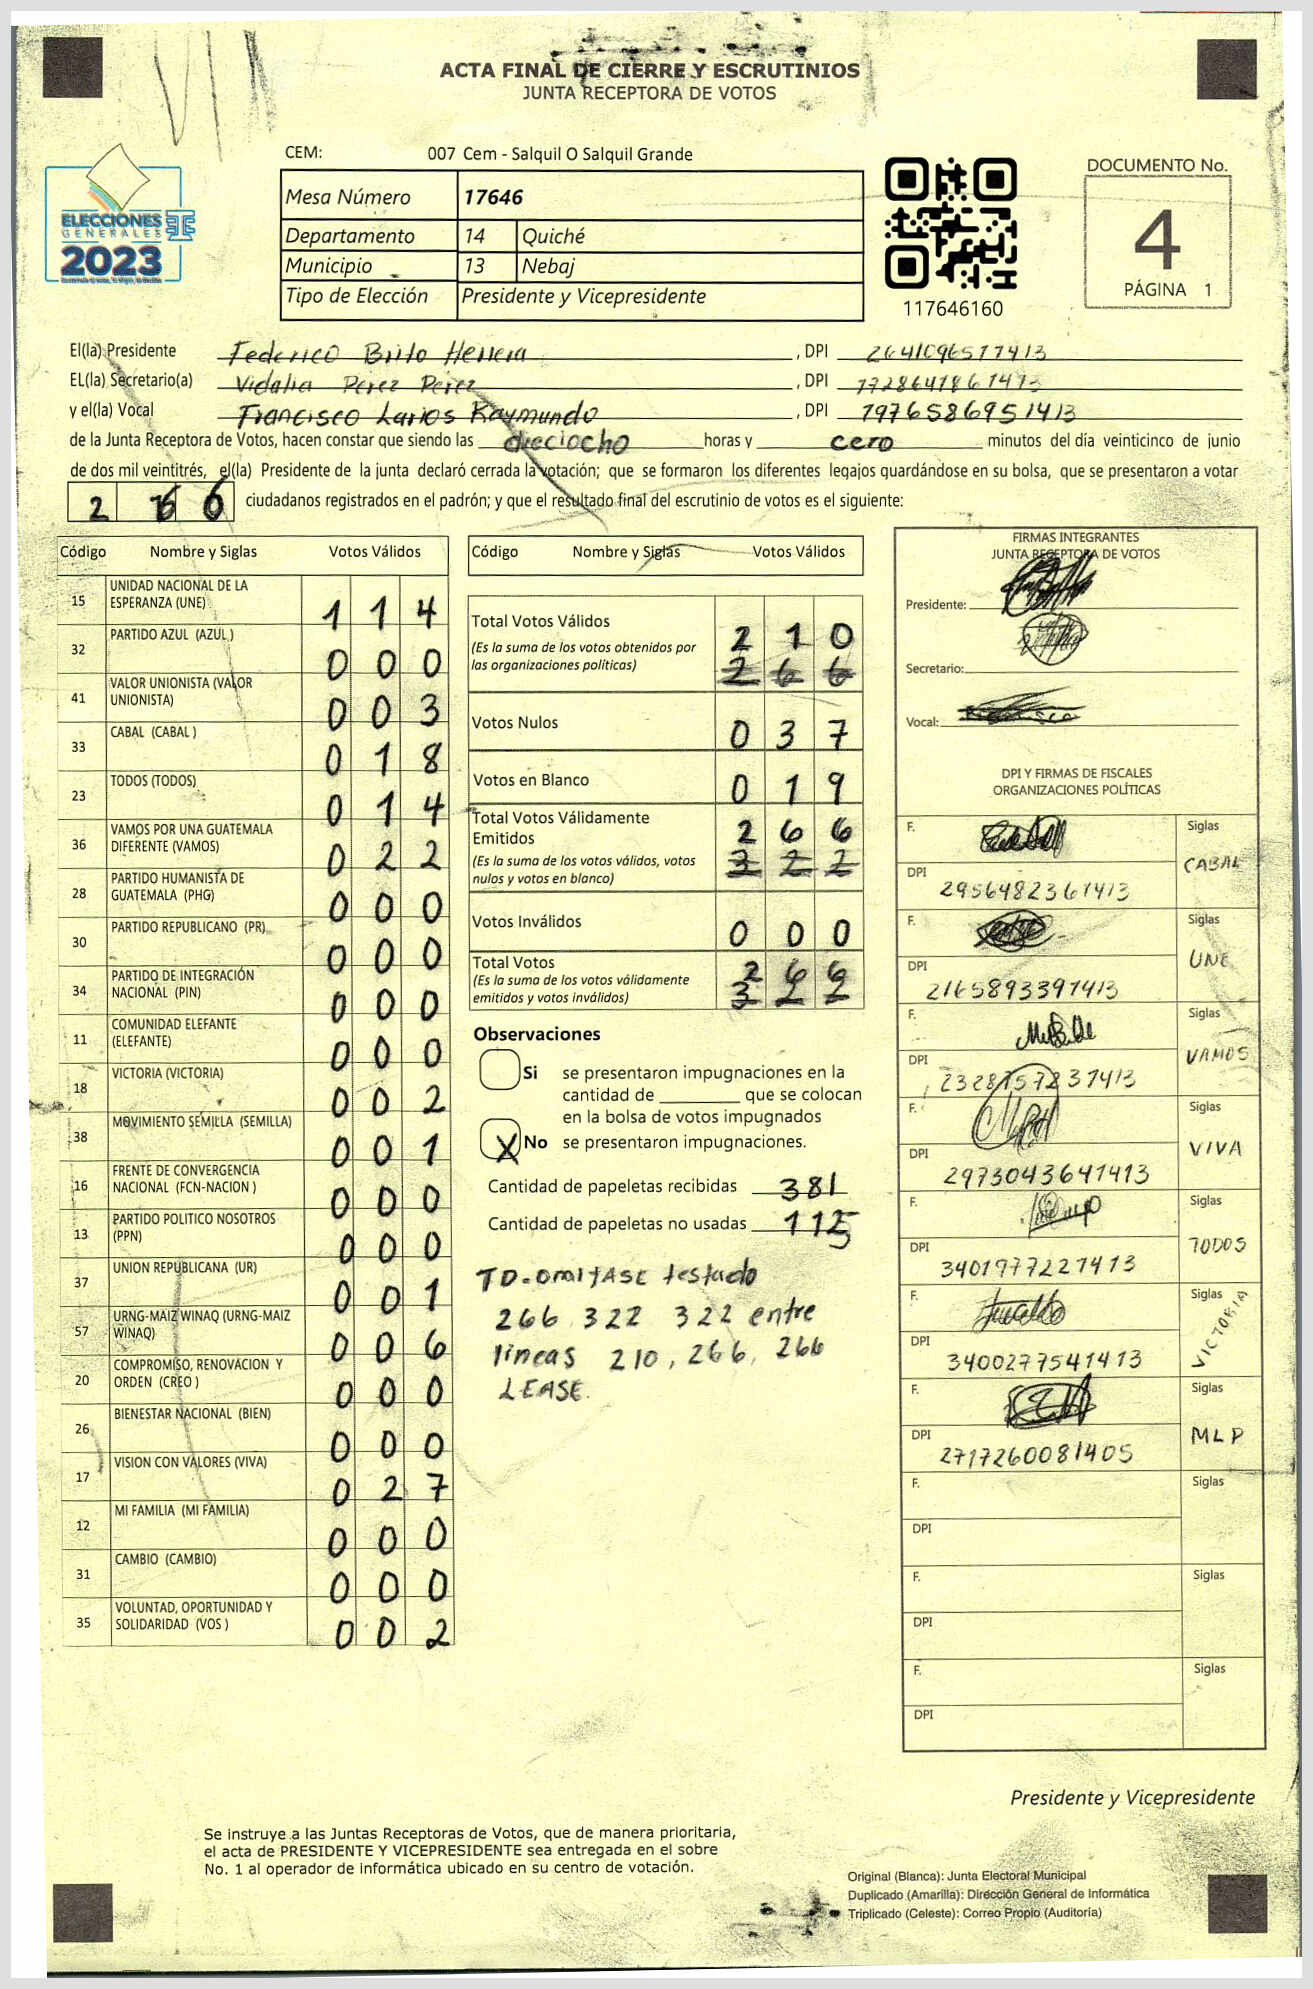 ACTA FINAL DE CIERRE Y ESCRUTINIOS
JUNTA RECEPTORA DE VOTOS
CEM: 007 Cem - Salquil O Salquil Grande
Mesa Número 17646
Departamento 14 Quiché
Municipio 13 Nebaj
Tipo de Elección Presidente y Vicepresidente
ELECCIONES
GENERALES
2023
117646160
DOCUMENTO No.
4
PÁGINA 1
El(la) Presidente Federico Brito Herrera, DPI 2641096577413
EL(la) Secretario(a) Vidalia Perez Perez, DPI 1728641861413
y el(la) Vocal Francisco Larios Raymundo, DPI 7976586951413
de la Junta Receptora de Votos, hacen constar que siendo las dieciocho horas y cero minutos del día veinticinco de junio
de dos mil veintitrés, el(la) Presidente de la junta declaró cerrada la votación; que se formaron los diferentes legajos quardándose en su bolsa, que se presentaron a votar
2 6 6 ciudadanos registrados en el padrón; y que el resultado final del escrutinio de votos es el siguiente:
Código Nombre y Siglas Votos Válidos
15 UNIDAD NACIONAL DE LA ESPERANZA (UNE) 1 1 4
32 PARTIDO AZUL (AZUL) 0 0 0
41 VALOR UNIONISTA (VALOR UNIONISTA) 0 0 3
33 CABAL (CABAL ) 0 1 8
23 TODOS (TODOS) 0 1 4
36 VAMOS POR UNA GUATEMALA DIFERENTE (VAMOS) 0 2 2
28 PARTIDO HUMANISTA DE GUATEMALA (PHG) 0 0 0
30 PARTIDO REPUBLICANO (PR) 0 0 0
34 PARTIDO DE INTEGRACIÓN NACIONAL (PIN) 0 0 0
11 COMUNIDAD ELEFANTE (ELEFANTE) 0 0 0
18 VICTORIA (VICTORIA) 0 0 2
38 MOVIMIENTO SEMILLA (SEMILLA) 0 0 1
16 FRENTE DE CONVERGENCIA NACIONAL (FCN-NACION ) 0 0 0
13 PARTIDO POLITICO NOSOTROS (PPN) 0 0 0
37 UNION REPUBLICANA (UR) 0 0 1
57 URNG-MAIZ WINAQ (URNG-MAIZ WINAQ) 0 0 6
20 COMPROMISO, RENOVACION Y ORDEN (CREO ) 0 0 0
26 BIENESTAR NACIONAL (BIEN) 0 0 0
17 VISION CON VALORES (VIVA) 0 2 7
12 MI FAMILIA (MI FAMILIA) 0 0 0
31 CAMBIO (CAMBIO) 0 0 0
35 VOLUNTAD, OPORTUNIDAD Y SOLIDARIDAD (VOS ) 0 0 2
Código Nombre y Siglas Votos Válidos
Total Votos Válidos 2 1 0
(Es la suma de los votos obtenidos por
las organizaciones políticas) 2 6 6
Votos Nulos 0 3 7
Votos en Blanco 0 1 9
Total Votos Válidamente
Emitidos 2 6 6
(Es la suma de los votos válidos, votos
nulos y votos en blanco) 3 2 2
Votos Inválidos 0 0 0
Total Votos 2 6 6
(Es la suma de los votos válidamente
emitidos y votos inválidos) 3 2 2
Observaciones
Si se presentaron impugnaciones en la
cantidad de ________ que se colocan
en la bolsa de votos impugnados
X No se presentaron impugnaciones.
Cantidad de papeletas recibidas 381
Cantidad de papeletas no usadas 115
TD. omitASE testado
266 322 322 entre
lineas 210, 266, 266
LEASE.
FIRMAS INTEGRANTES
JUNTA RECEPTORA DE VOTOS
Presidente:
Secretario:
Vocal:
DPI Y FIRMAS DE FISCALES
ORGANIZACIONES POLÍTICAS
F. Siglas
CABAL
DPI 2956482361413
F. Siglas
UNE
DPI 2165893391413
F. Siglas
VAMOS
DPI 2328757237413
F. Siglas
VIVA
DPI 2973043641413
F. Siglas
TODOS
DPI 3401977227413
F. Siglas
VICTORIA
DPI 3400277541413
F. Siglas
MLP
DPI 2717260081405
F. Siglas
DPI
F. Siglas
DPI
F. Siglas
DPI
Presidente y Vicepresidente
Se instruye a las Juntas Receptoras de Votos, que de manera prioritaria,
el acta de PRESIDENTE Y VICEPRESIDENTE sea entregada en el sobre
No. 1 al operador de informática ubicado en su centro de votación.
Original (Blanca): Junta Electoral Municipal
Duplicado (Amarilla): Dirección General de Informática
Triplicado (Celeste): Correo Propio (Auditoría)